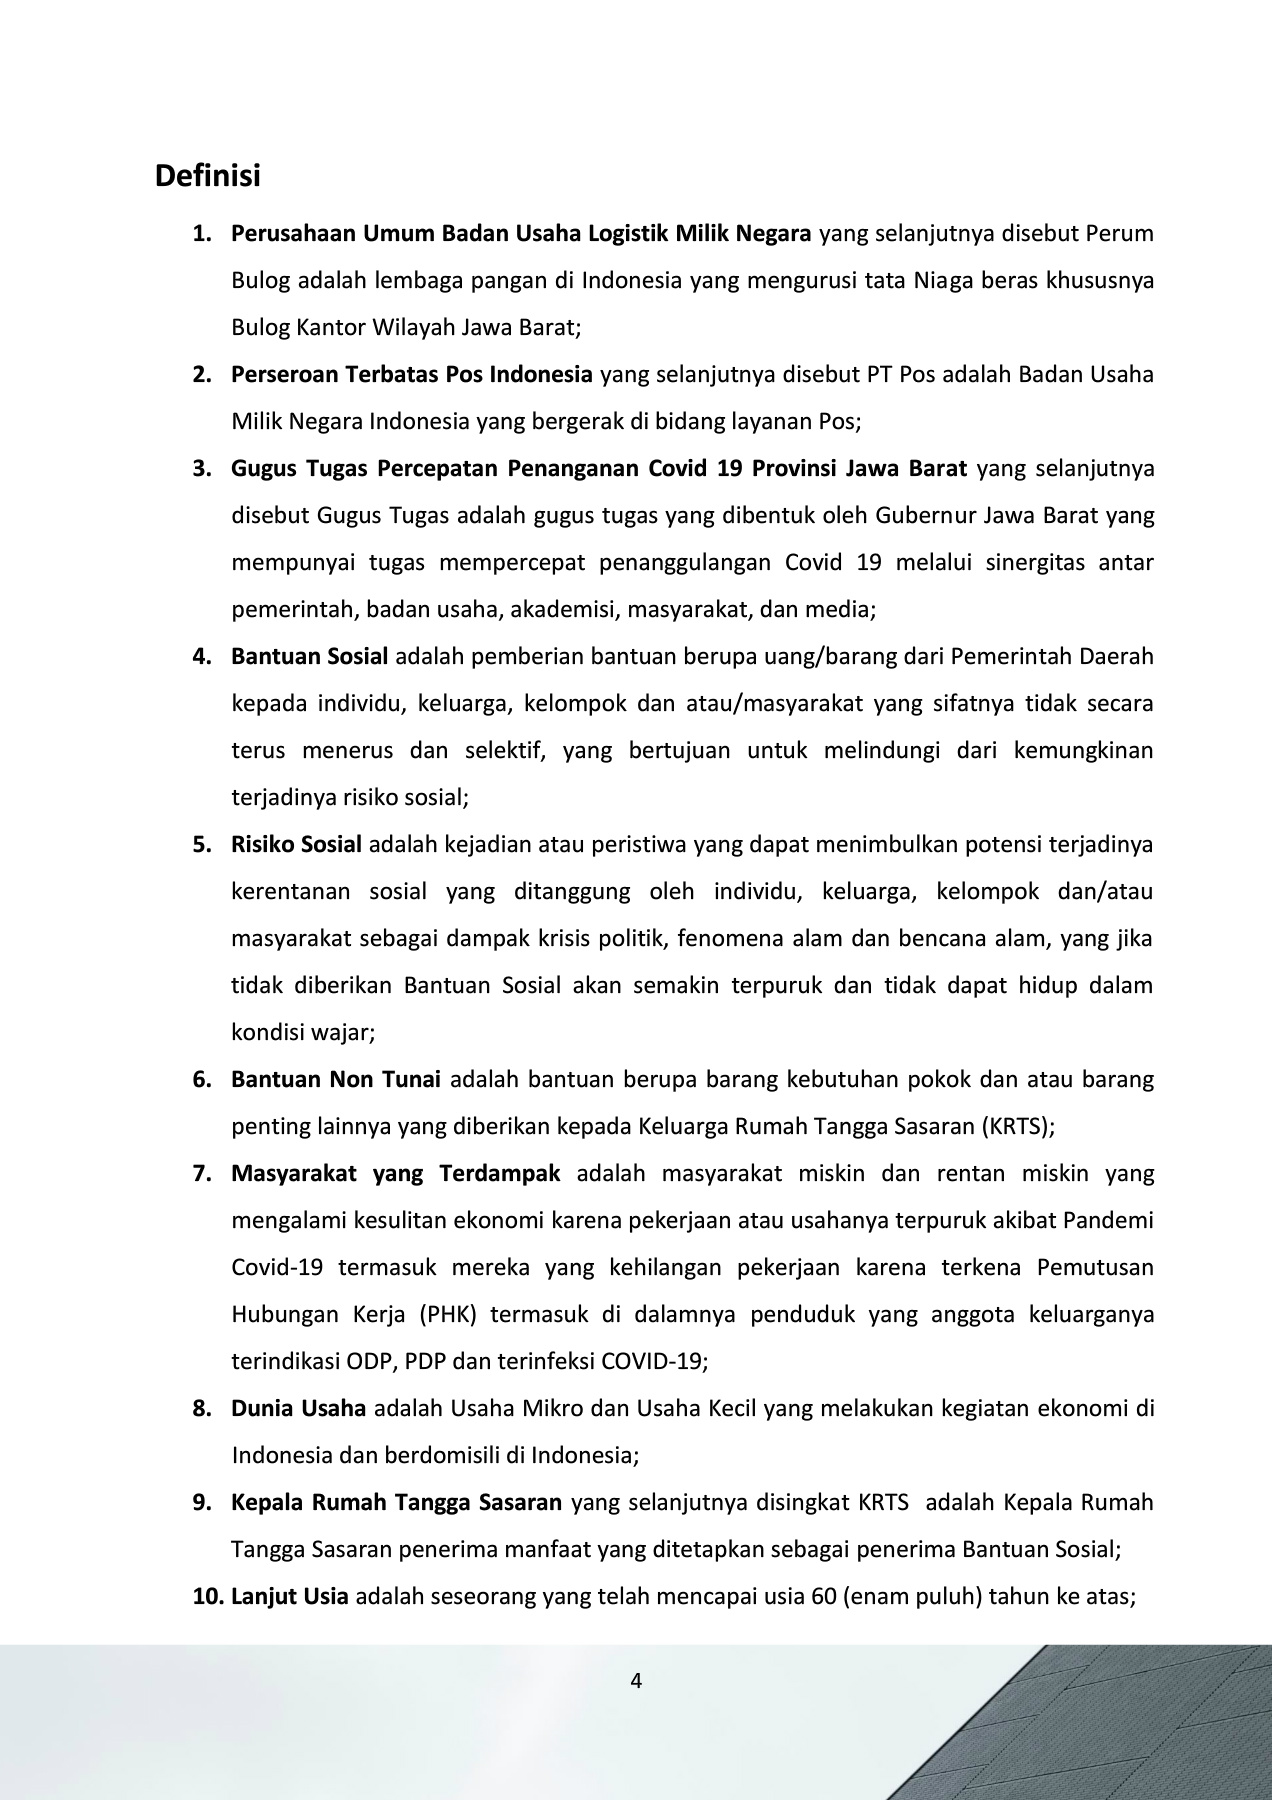 Definisi
1. Perusahaan Umum Badan Usaha Logistik Milik Negara yang selanjutnya disebut Perum
Bulog adalah lembaga pangan di Indonesia yang mengurusi tata Niaga beras khususnya
Bulog Kantor Wilayah Jawa Barat;
2. Perseroan Terbatas Pos Indonesia yang selanjutnya disebut PT Pos adalah Badan Usaha
Milik Negara Indonesia yang bergerak di bidang layanan Pos;
3. Gugus Tugas Percepatan Penanganan Covid 19 Provinsi Jawa Barat yang selanjutnya
disebut Gugus Tugas adalah gugus tugas yang dibentuk oleh Gubernur Jawa Barat yang
mempunyai tugas mempercepat penanggulangan Covid 19 melalui sinergitas antar
pemerintah, badan usaha, akademisi, masyarakat, dan media;
4. Bantuan Sosial adalah pemberian bantuan berupa uang/barang dari Pemerintah Daerah
kepada individu, keluarga, kelompok dan atau/masyarakat yang sifatnya tidak secara
terus menerus dan selektif, yang bertujuan untuk melindungi dari kemungkinan
terjadinya risiko sosial;
5. Risiko Sosial adalah kejadian atau peristiwa yang dapat menimbulkan potensi terjadinya
kerentanan sosial yang ditanggung oleh individu, keluarga, kelompok dan/atau
masyarakat sebagai dampak krisis politik, fenomena alam dan bencana alam, yang jika
tidak diberikan Bantuan Sosial akan semakin terpuruk dan tidak dapat hidup dalam
kondisi wajar;
6. Bantuan Non Tunai adalah bantuan berupa barang kebutuhan pokok dan atau barang
penting lainnya yang diberikan kepada Keluarga Rumah Tangga Sasaran (KRTS);
7. Masyarakat yang Terdampak adalah masyarakat miskin dan rentan miskin yang
mengalami kesulitan ekonomi karena pekerjaan atau usahanya terpuruk akibat Pandemi
Covid-19 termasuk mereka yang kehilangan pekerjaan karena terkena Pemutusan
Hubungan Kerja (PHK) termasuk di dalamnya penduduk yang anggota keluarganya
terindikasi ODP, PDP dan terinfeksi COVID-19;
8. Dunia Usaha adalah Usaha Mikro dan Usaha Kecil yang melakukan kegiatan ekonomi di
Indonesia dan berdomisili di Indonesia;
9. Kepala Rumah Tangga Sasaran yang selanjutnya disingkat KRTS adalah Kepala Rumah
Tangga Sasaran penerima manfaat yang ditetapkan sebagai penerima Bantuan Sosial;
10. Lanjut Usia adalah seseorang yang telah mencapai usia 60 (enam puluh) tahun ke atas;
4